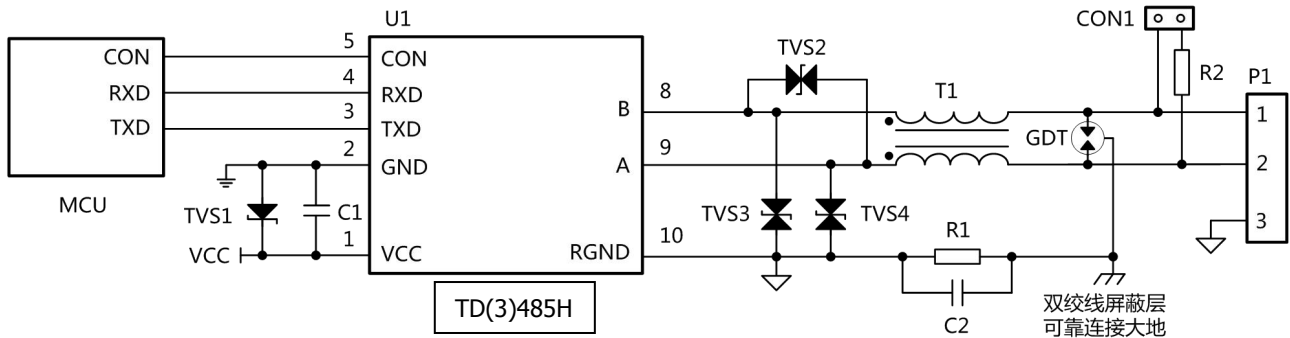 U1
CON1
TVS2
CON
5
CON
RXD
4
RXD
TXD
3
TXD
MCU
2
GND
TVS1
C1
VCC
1
VCC
B
8
A
9
RGND
10
TVS3
TVS4
T1
GDT
R2
P1
1
2
3
R1
C2
双绞线屏蔽层
可靠连接大地
TD(3)485H